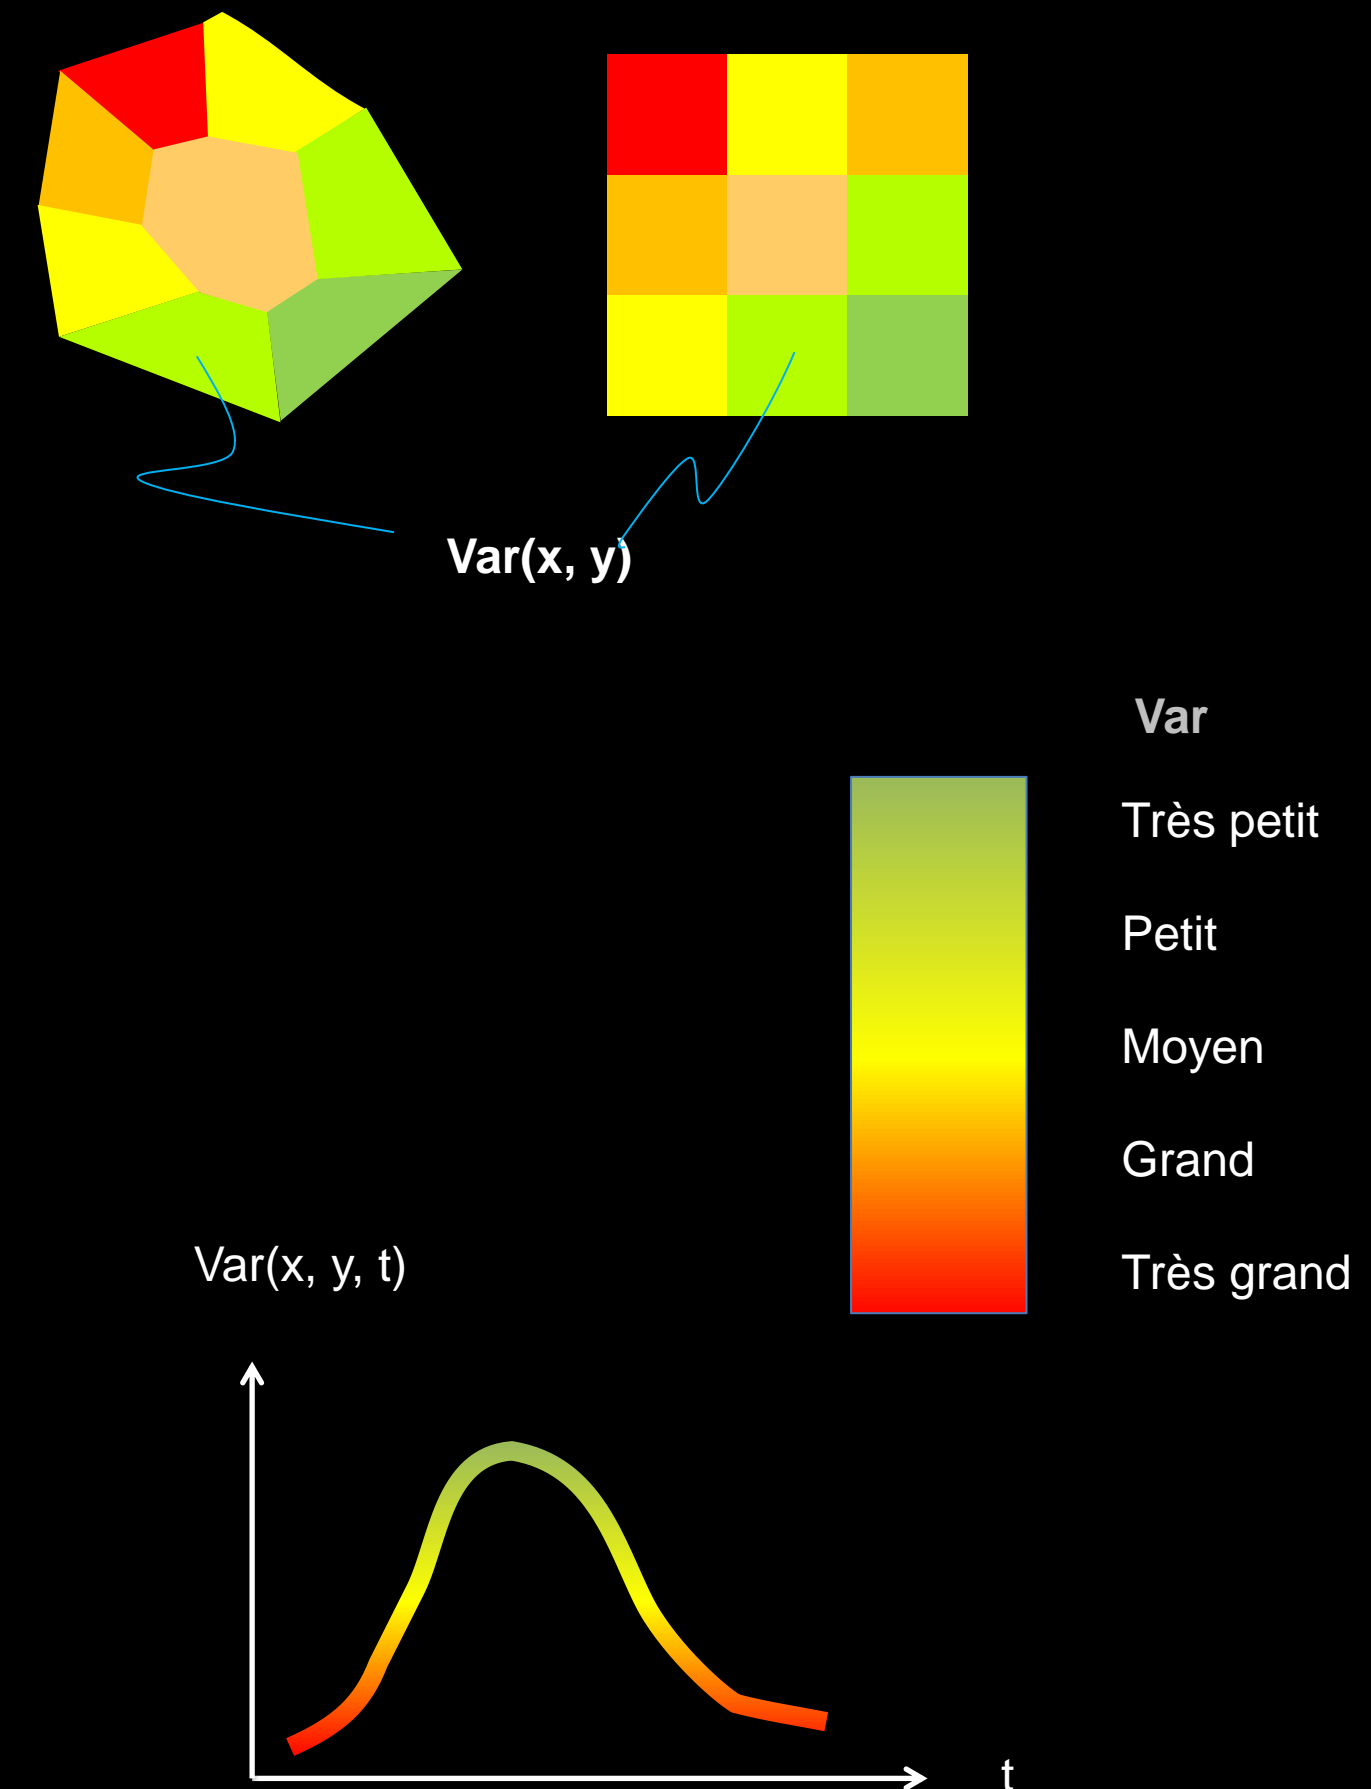 Var(x, y)
Var
Très petit
Petit
Moyen
Grand
Très grand
Var(x, y, t)
t